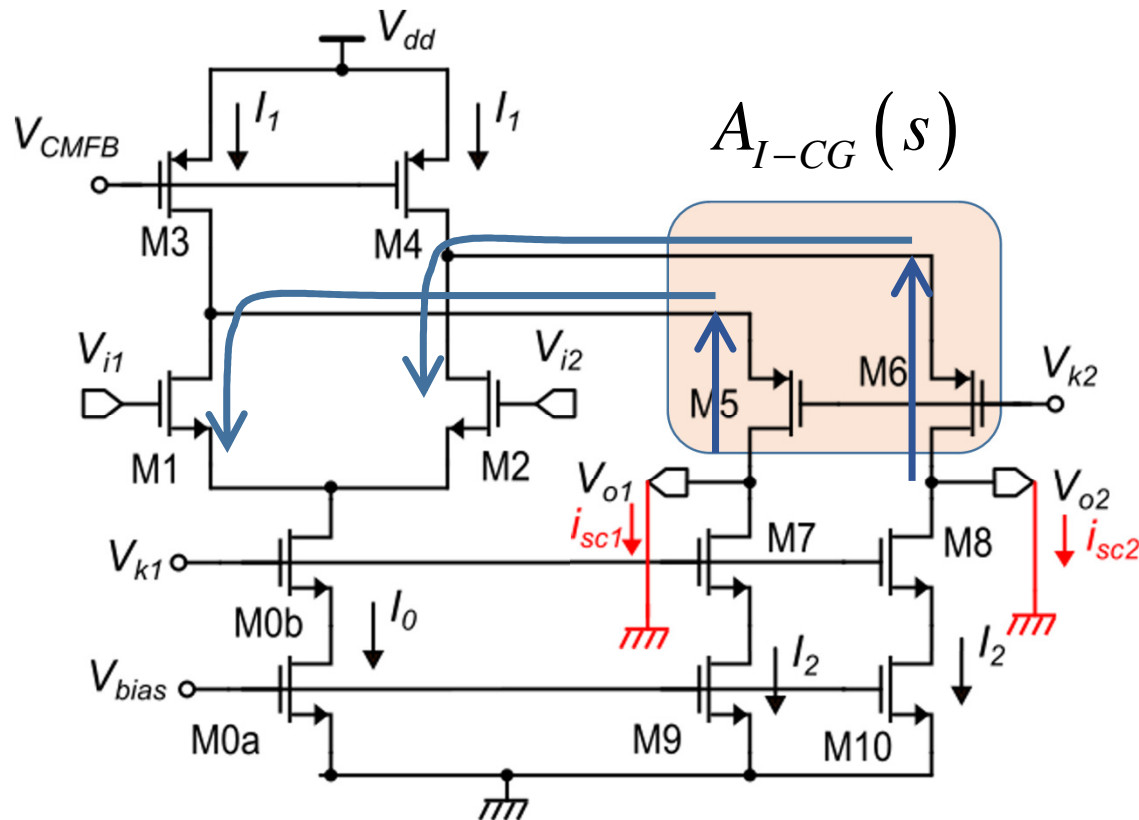 V_dd
I_1
I_1
A_{I-CG}(s)
V_CMFB
M3
M4
V_i1
V_i2
M5
M6
V_k2
M1
M2
V_o1
V_o2
i_sc1
i_sc2
M7
M8
V_k1
M0b
I_0
I_2
I_2
V_bias
M0a
M9
M10